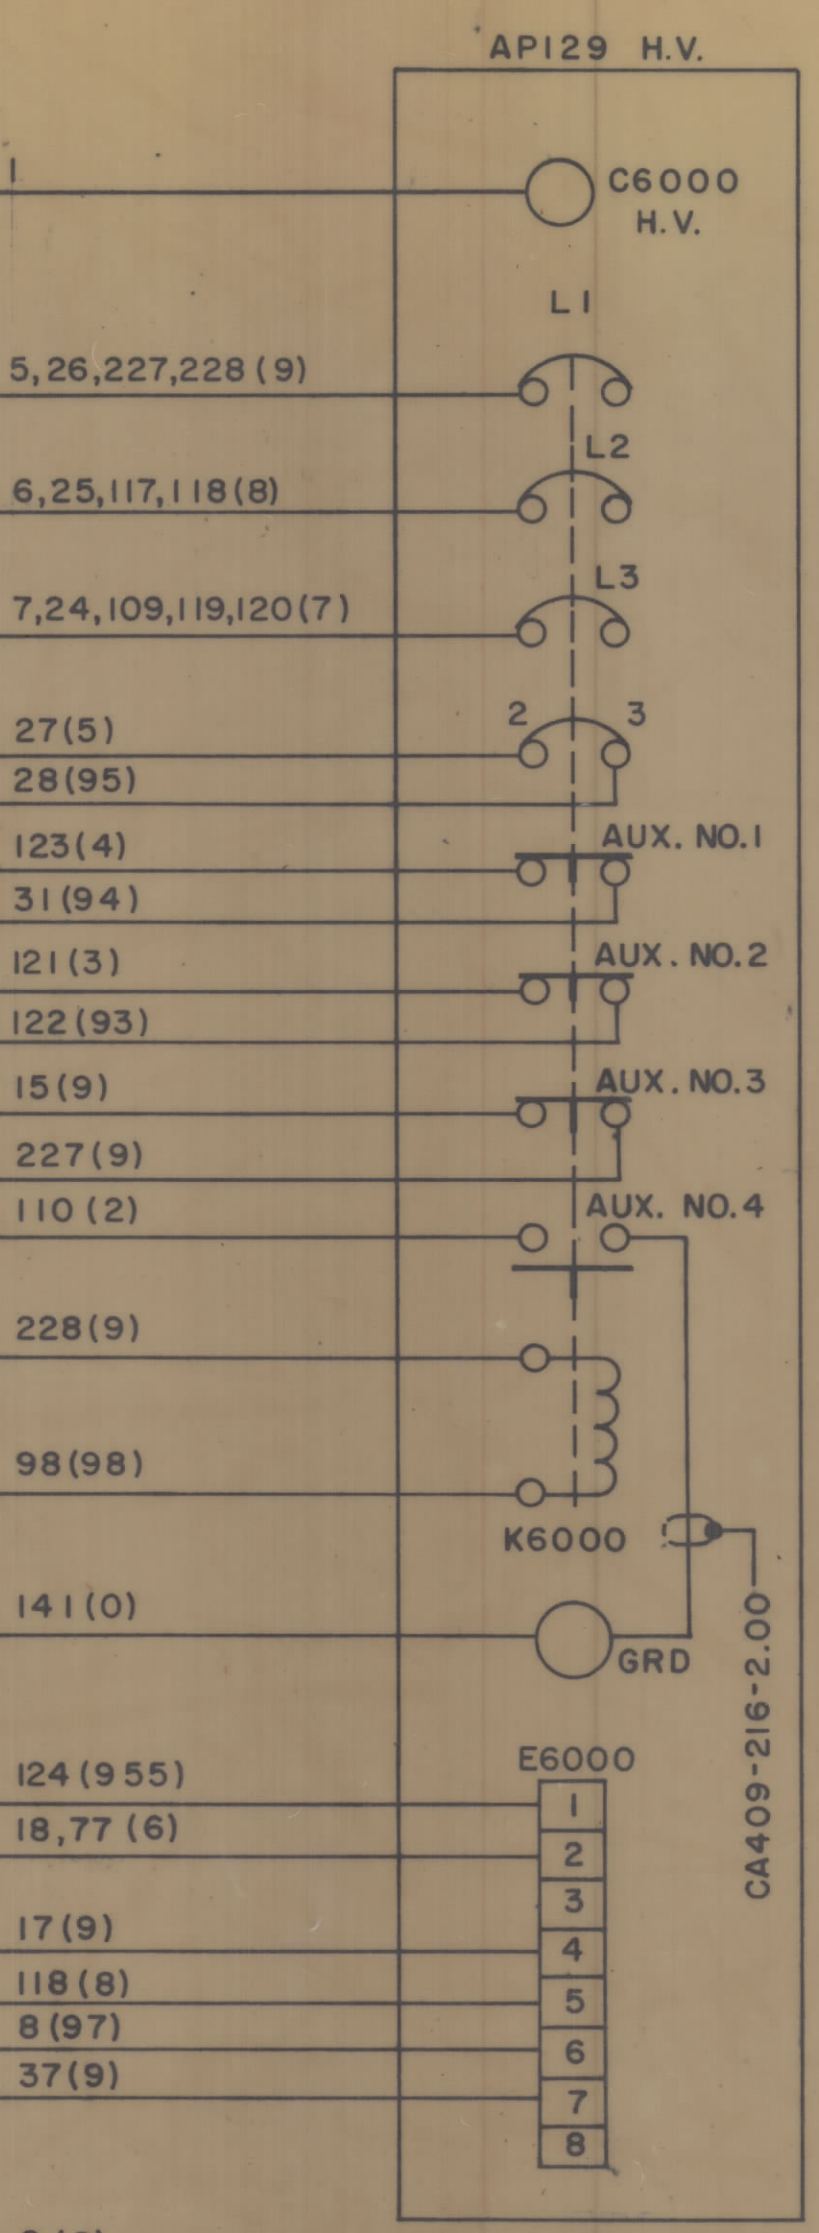 AP129 H.V.
1
C6000
H.V.
L1
5,26,227,228(9)
L2
6,25,117,118(8)
L3
7,24,109,119,120(7)
2 3
27(5)
28(95)
AUX. NO.1
123(4)
31(94)
AUX. NO.2
121(3)
122(93)
AUX. NO.3
15(9)
227(9)
AUX. NO.4
110(2)
228(9)
98(98)
K6000
141(0)
GRD
CA409-216-2.00
E6000
124(955)
1
18,77(6)
2
3
17(9)
4
118(8)
5
8(97)
6
37(9)
7
8